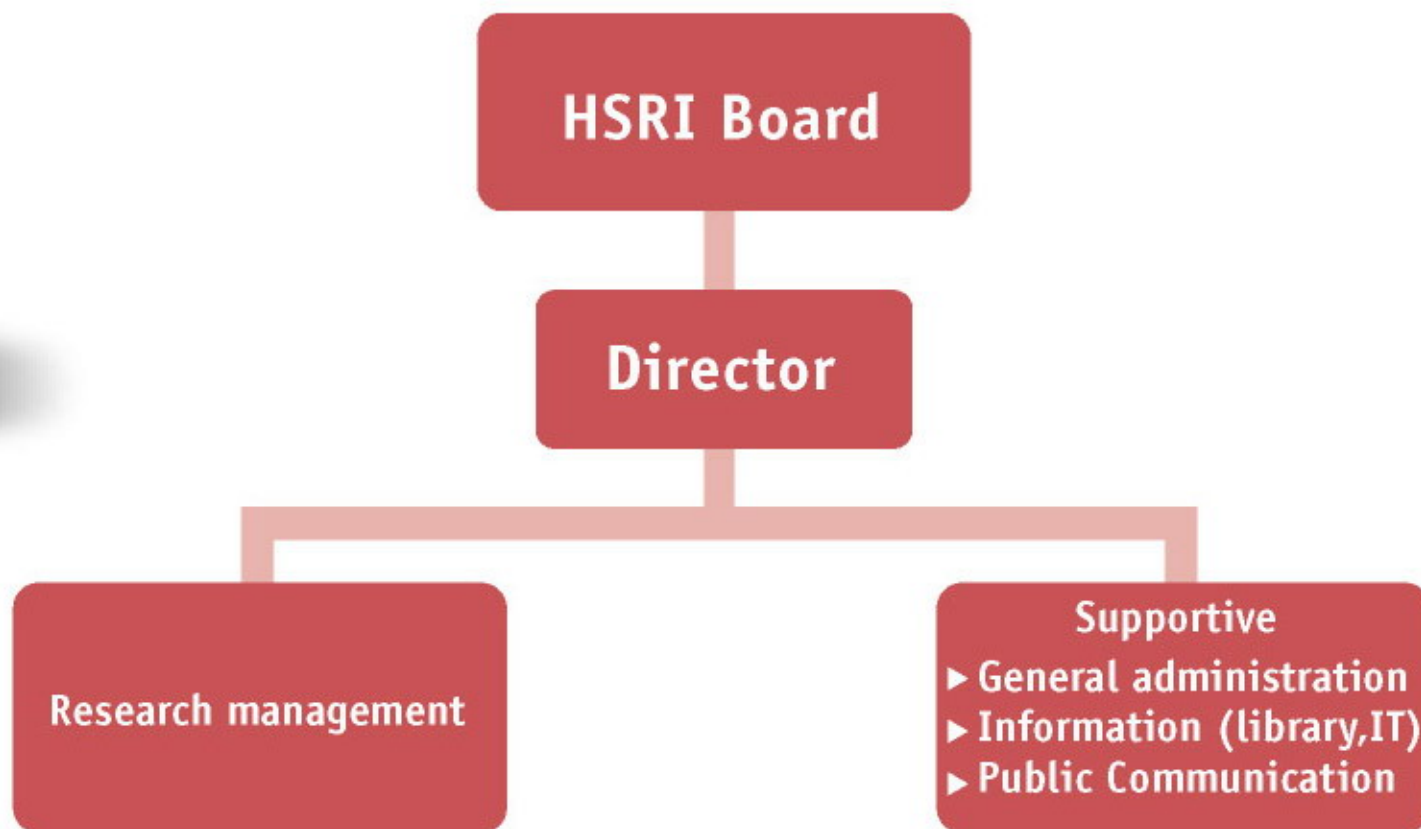 HSRI Board
Director
Research management
Supportive
▶ General administration
▶ Information (library,IT)
▶ Public Communication